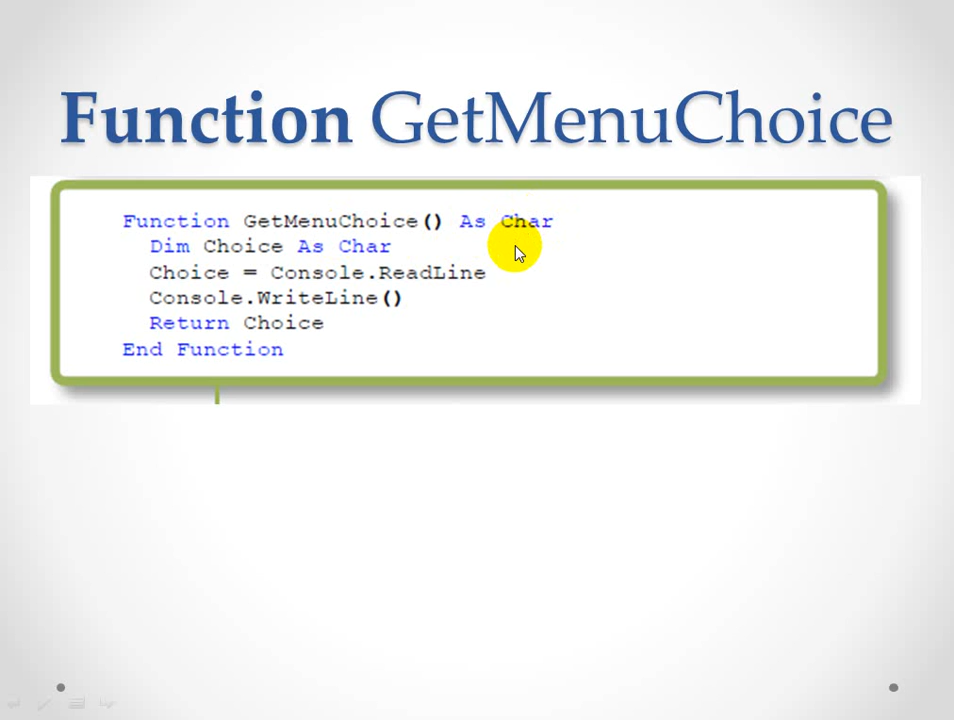 Function GetMenuChoice
Function GetMenuChoice() As Char
Dim Choice As Char
Choice = Console.ReadLine
Console.WriteLine()
Return Choice
End Function